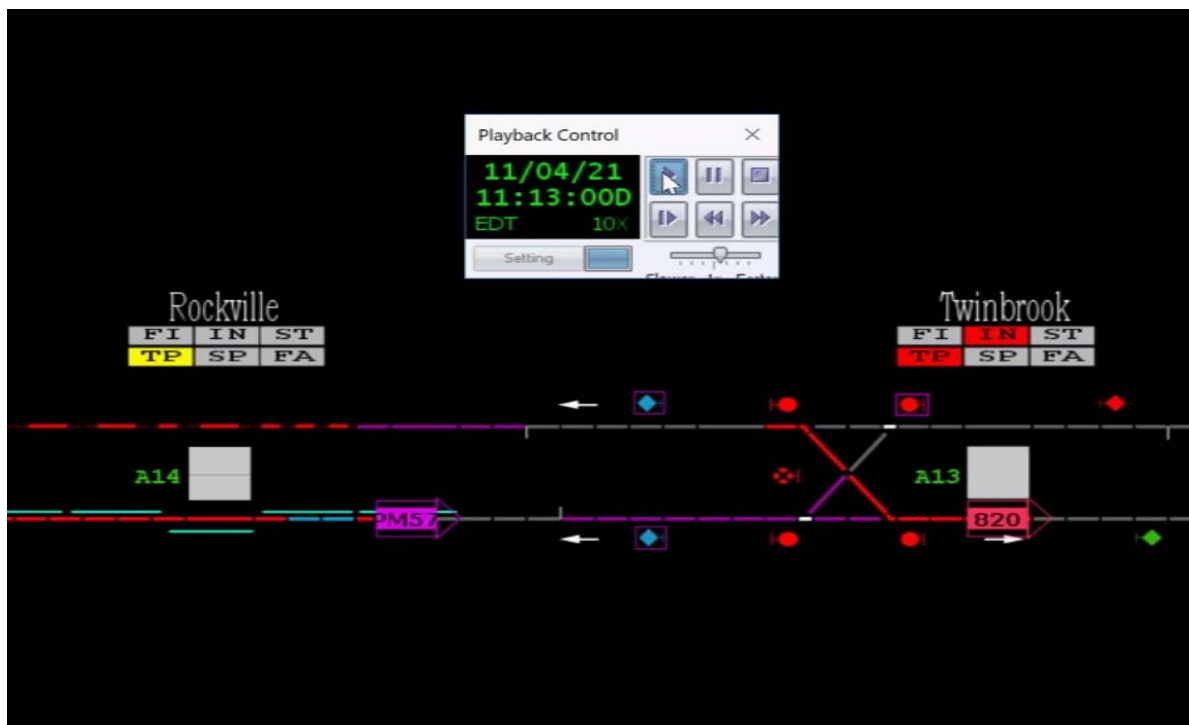 Playback Control
11/04/21
11:13:00D
EDT 10X
Setting
Rockville
FI IN ST
TP SP FA
Twinbrook
FI IN ST
TP SP FA
A14
PM57
A13
820